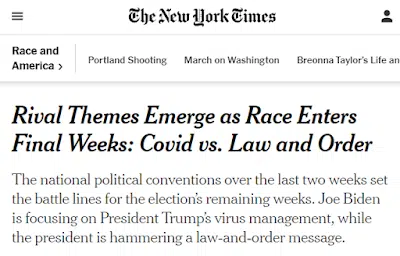 The New York Times
Race and
America >
Portland Shooting
March on Washington
Breonna Taylor's Life an
Rival Themes Emerge as Race Enters
Final Weeks: Covid vs. Law and Order
The national political conventions over the last two weeks set
the battle lines for the election's remaining weeks. Joe Biden
is focusing on President Trump's virus management, while
the president is hammering a law-and-order message.